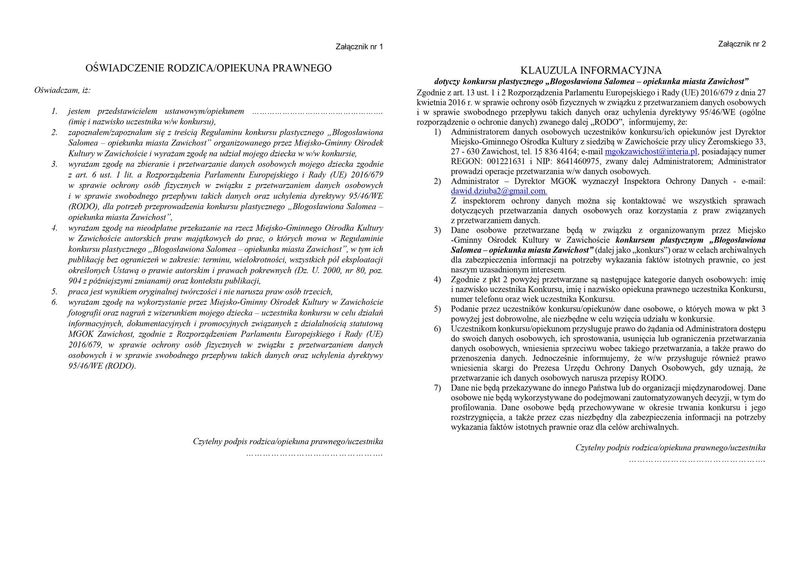 Załącznik nr 1
OŚWIADCZENIE RODZICA/OPIEKUNA PRAWNEGO
Oświadczam, iż:
1. jestem przedstawicielem ustawowym/opiekunem ……………………………………….
(imię i nazwisko uczestnika w/w konkursu),
2. zapoznałem/zapoznałam się z treścią Regulaminu konkursu plastycznego „Błogosławiona
Salomea – opiekunka miasta Zawichost” organizowanego przez Miejsko-Gminny Ośrodek
Kultury w Zawichoście i wyrażam zgodę na udział mojego dziecka w w/w konkursie,
3. wyrażam zgodę na zbieranie i przetwarzanie danych osobowych mojego dziecka zgodnie
z art. 6 ust. 1 lit. a Rozporządzenia Parlamentu Europejskiego i Rady (UE) 2016/679
w sprawie ochrony osób fizycznych w związku z przetwarzaniem danych osobowych
i w sprawie swobodnego przepływu takich danych oraz uchylenia dyrektywy 95/46/WE
(RODO), dla potrzeb przeprowadzenia konkursu plastycznego „Błogosławiona Salomea –
opiekunka miasta Zawichost”,
4. wyrażam zgodę na nieodpłatne przekazanie na rzecz Miejsko-Gminnego Ośrodka Kultury
w Zawichoście autorskich praw majątkowych do prac, o których mowa w Regulaminie
konkursu plastycznego „Błogosławiona Salomea – opiekunka miasta Zawichost”, w tym ich
publikację bez ograniczeń w zakresie: terminu, wielokrotności, wszystkich pól eksploatacji
określonych Ustawą o prawie autorskim i prawach pokrewnych (Dz. U. 2000, nr 80, poz.
904 z późniejszymi zmianami) oraz kontekstu publikacji,
5. praca jest wynikiem oryginalnej twórczości i nie narusza praw osób trzecich,
6. wyrażam zgodę na wykorzystanie przez Miejsko-Gminny Ośrodek Kultury w Zawichoście
fotografii oraz nagrań z wizerunkiem mojego dziecka – uczestnika konkursu w celu działań
informacyjnych, dokumentacyjnych i promocyjnych związanych z działalnością statutową
MGOK Zawichost, zgodnie z Rozporządzeniem Parlamentu Europejskiego i Rady (UE)
2016/679, w sprawie ochrony osób fizycznych w związku z przetwarzaniem danych
osobowych i w sprawie swobodnego przepływu takich danych oraz uchylenia dyrektywy
95/46/WE (RODO).
Czytelny podpis rodzica/opiekuna prawnego/uczestnika
………………………………………….
Załącznik nr 2
KLAUZULA INFORMACYJNA
dotyczy konkursu plastycznego „Błogosławiona Salomea – opiekunka miasta Zawichost”
Zgodnie z art. 13 ust. 1 i 2 Rozporządzenia Parlamentu Europejskiego i Rady (UE) 2016/679 z dnia 27
kwietnia 2016 r. w sprawie ochrony osób fizycznych w związku z przetwarzaniem danych osobowych
i w sprawie swobodnego przepływu takich danych oraz uchylenia dyrektywy 95/46/WE (ogólne
rozporządzenie o ochronie danych) zwanego dalej „RODO”, informujemy, że:
1) Administratorem danych osobowych uczestników konkursu/ich opiekunów jest Dyrektor
Miejsko-Gminnego Ośrodka Kultury z siedzibą w Zawichoście przy ulicy Żeromskiego 33,
27 - 630 Zawichost, tel. 15 836 4164; e-mail mgokzawichost@interia.pl, posiadający numer
REGON: 001221631 i NIP: 8641460975, zwany dalej Administratorem; Administrator
prowadzi operacje przetwarzania w/w danych osobowych.
2) Administrator – Dyrektor MGOK wyznaczył Inspektora Ochrony Danych - e-mail:
dawid.dziuba2@gmail.com.
Z inspektorem ochrony danych można się kontaktować we wszystkich sprawach
dotyczących przetwarzania danych osobowych oraz korzystania z praw związanych
z przetwarzaniem danych.
3) Dane osobowe przetwarzane będą w związku z organizowanym przez Miejsko
-Gminny Ośrodek Kultury w Zawichoście konkursem plastycznym „Błogosławiona
Salomea – opiekunka miasta Zawichost” (dalej jako „konkurs”) oraz w celach archiwalnych
dla zabezpieczenia informacji na potrzeby wykazania faktów istotnych prawnie, co jest
naszym uzasadnionym interesem.
4) Zgodnie z pkt 2 powyżej przetwarzane są następujące kategorie danych osobowych: imię
i nazwisko uczestnika Konkursu, imię i nazwisko opiekuna prawnego uczestnika Konkursu,
numer telefonu oraz wiek uczestnika Konkursu.
5) Podanie przez uczestników konkursu/opiekunów dane osobowe, o których mowa w pkt 3
powyżej jest dobrowolne, ale niezbędne w celu wzięcia udziału w konkursie.
6) Uczestnikom konkursu/opiekunom przysługuje prawo do żądania od Administratora dostępu
do swoich danych osobowych, ich sprostowania, usunięcia lub ograniczenia przetwarzania
danych osobowych, wniesienia sprzeciwu wobec takiego przetwarzania, a także prawo do
przenoszenia danych. Jednocześnie informujemy, że w/w przysługuje również prawo
wniesienia skargi do Prezesa Urzędu Ochrony Danych Osobowych, gdy uznają, że
przetwarzanie ich danych osobowych narusza przepisy RODO.
7) Dane nie będą przekazywane do innego Państwa lub do organizacji międzynarodowej. Dane
osobowe nie będą wykorzystywane do podejmowani zautomatyzowanych decyzji, w tym do
profilowania. Dane osobowe będą przechowywane w okresie trwania konkursu i jego
rozstrzygnięcia, a także przez czas niezbędny dla zabezpieczenia informacji na potrzeby
wykazania faktów istotnych prawnie oraz dla celów archiwalnych.
Czytelny podpis rodzica/opiekuna prawnego/uczestnika
………………………………………….